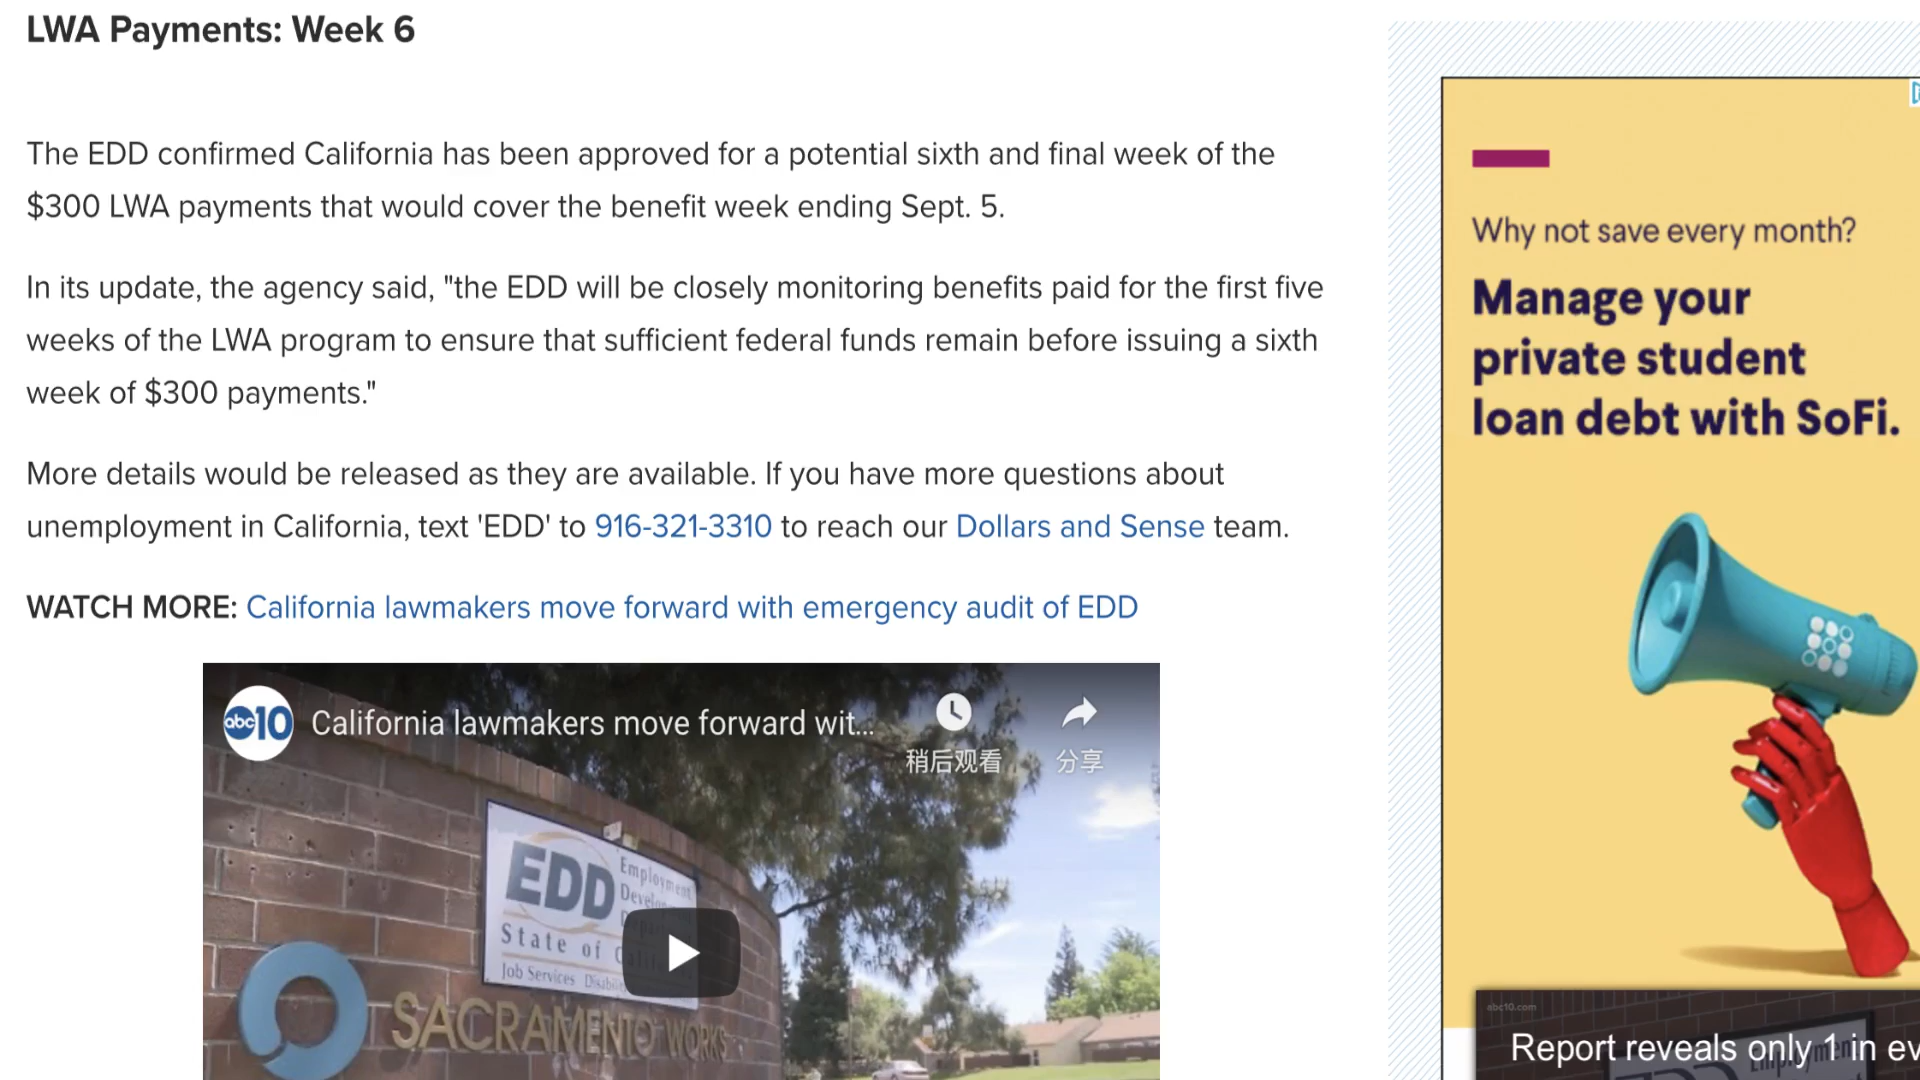 LWA Payments: Week 6
The EDD confirmed California has been approved for a potential sixth and final week of the
$300 LWA payments that would cover the benefit week ending Sept. 5.
In its update, the agency said, "the EDD will be closely monitoring benefits paid for the first five
weeks of the LWA program to ensure that sufficient federal funds remain before issuing a sixth
week of $300 payments."
More details would be released as they are available. If you have more questions about
unemployment in California, text 'EDD' to 916-321-3310 to reach our Dollars and Sense team.
WATCH MORE: California lawmakers move forward with emergency audit of EDD
abc10
California lawmakers move forward wit...
稍后观看
分享
EDD
Employment
State of
Job Services
SACRAMENTO WORKS
Why not save every month?
Manage your
private student
loan debt with SoFi.
abc10.com
Report reveals only 1 in ev